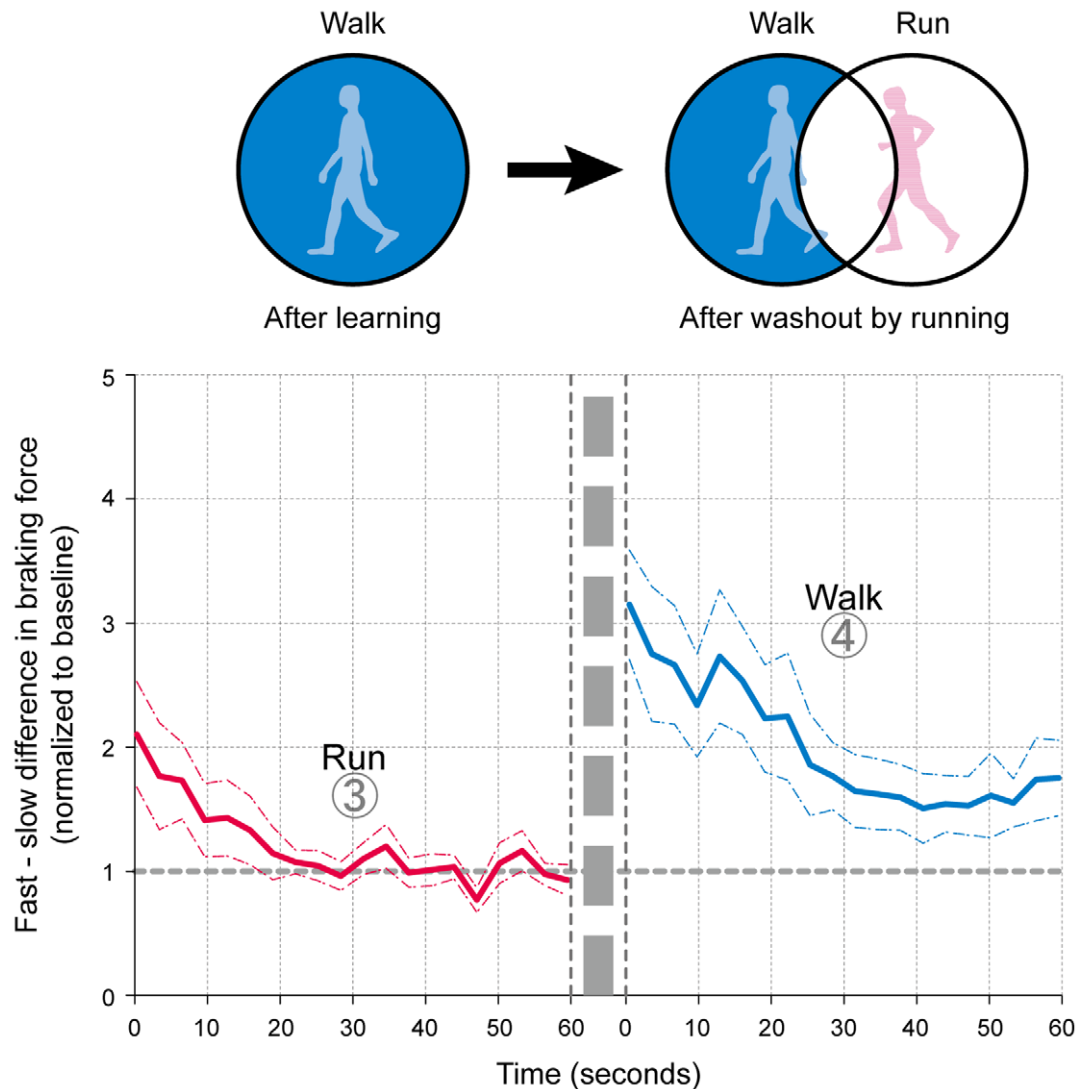 Walk
Walk Run
After learning
After washout by running
Fast - slow difference in braking force
(normalized to baseline)
5
4
3
2
1
0
Run
③
Walk
④
0 10 20 30 40 50 60 0 10 20 30 40 50 60
Time (seconds)